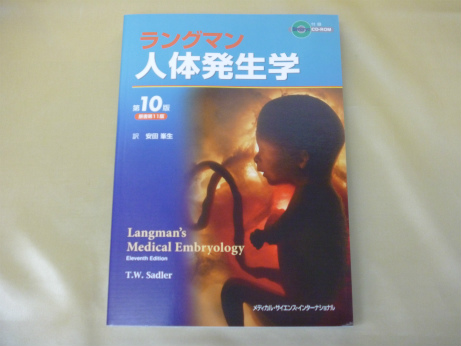 CD-ROM
ラングマン
人体発生学
第10版
原著第11版
訳 安田 峯生
Langman's
Medical Embryology
Eleventh Edition
T.W. Sadler
メディカル・サイエンス・インターナショナル